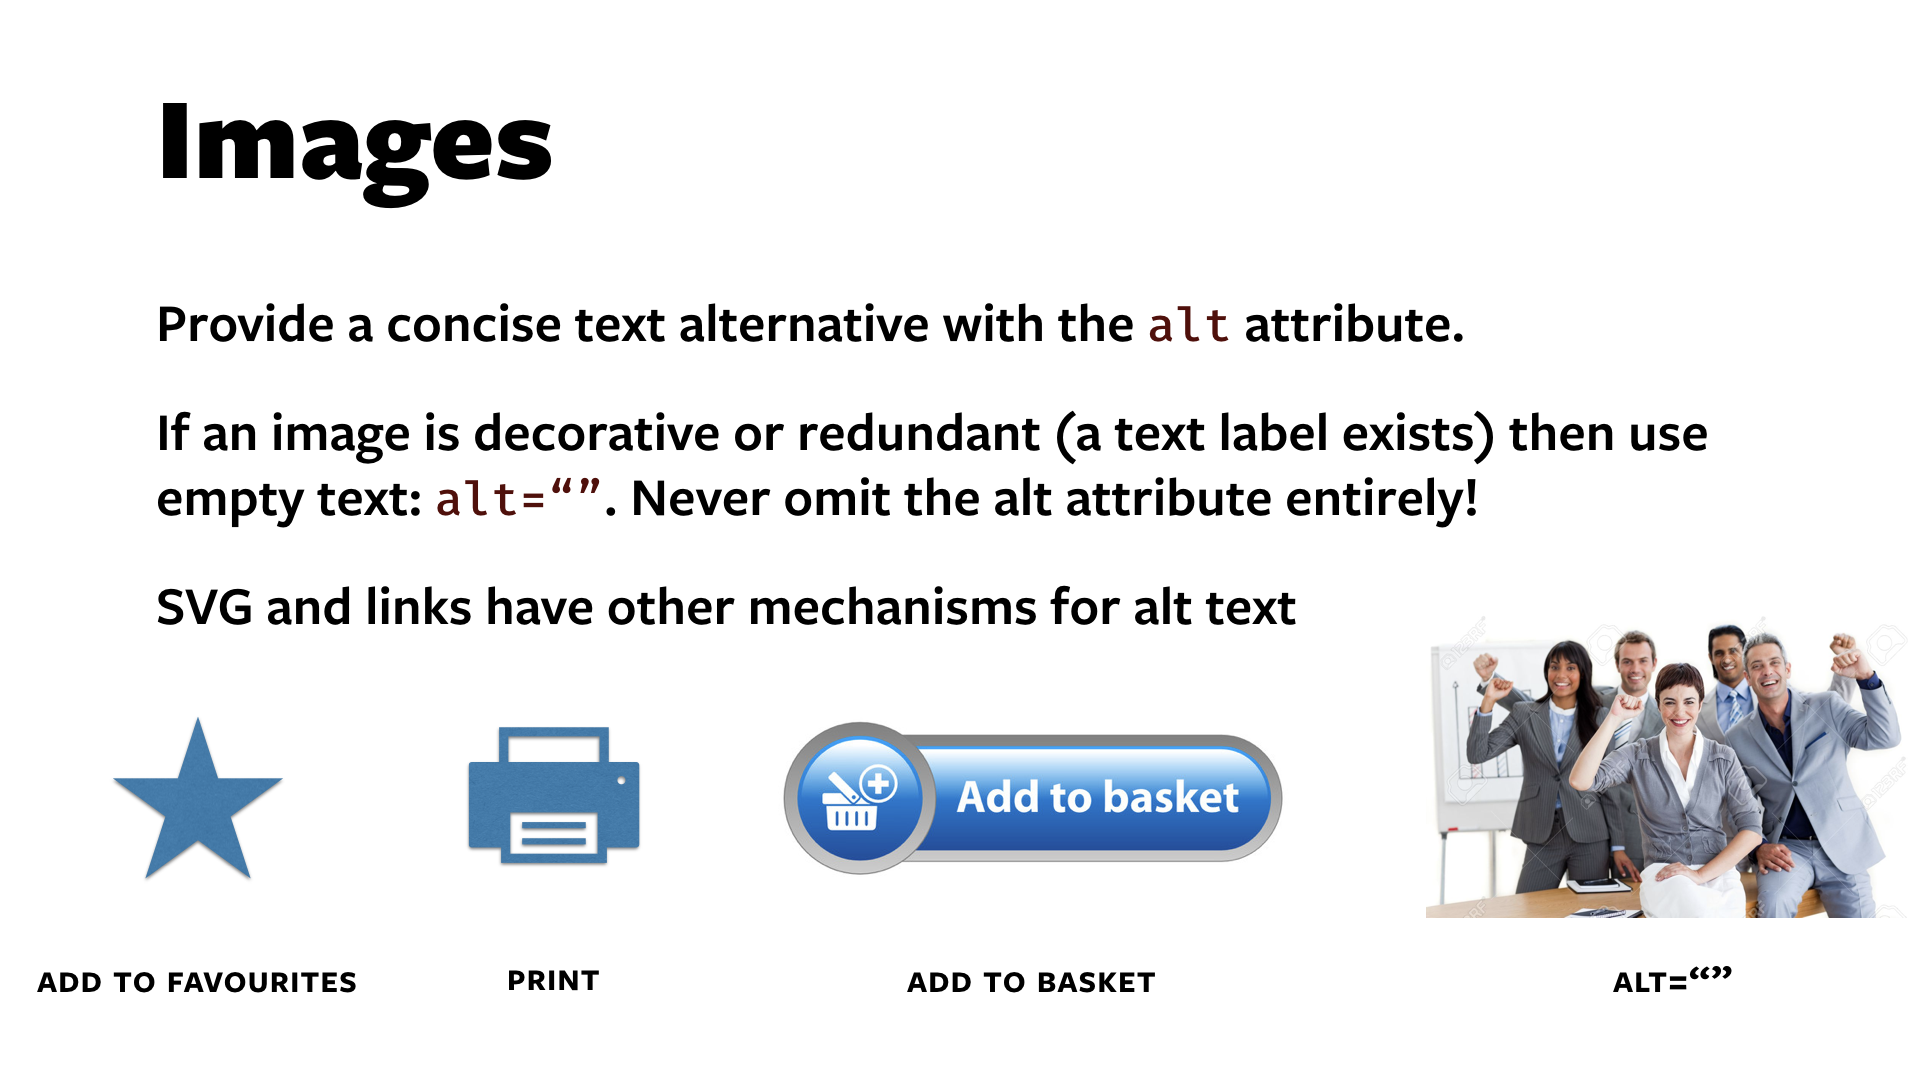 Images
Provide a concise text alternative with the alt attribute.
If an image is decorative or redundant (a text label exists) then use
empty text: alt=“”. Never omit the alt attribute entirely!
SVG and links have other mechanisms for alt text
Add to basket
ADD TO FAVOURITES
PRINT
ADD TO BASKET
ALT=“”